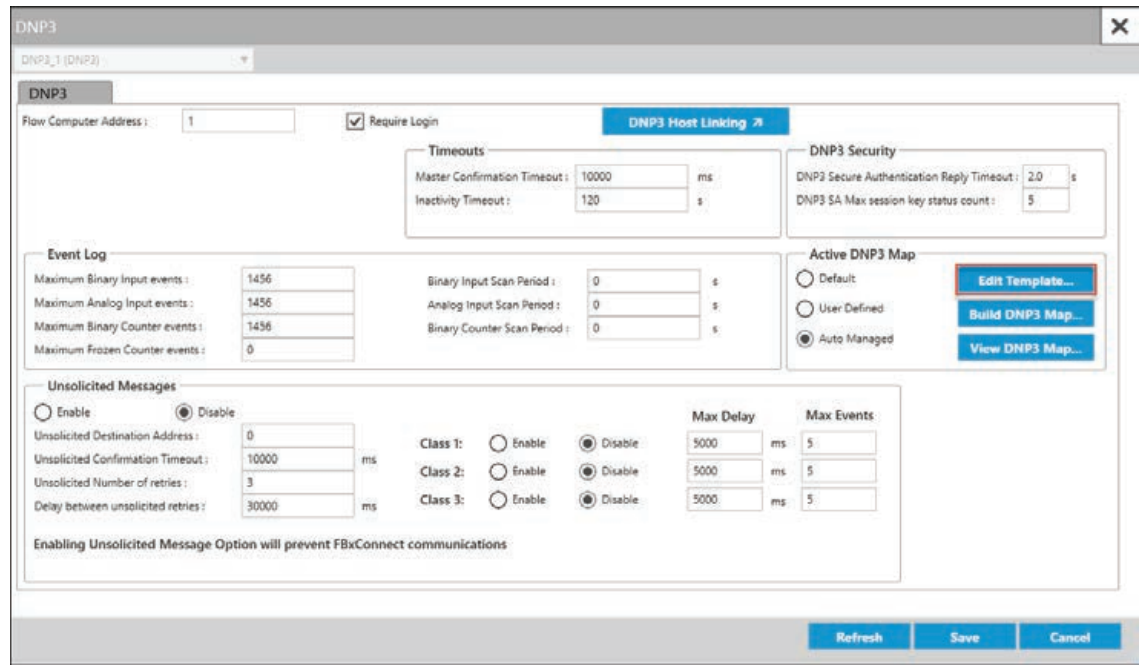 DNP3
DNP3_1 (DNP3)
DNP3
Flow Computer Address : 1 Require Login DNP3 Host Linking
Timeouts
Master Confirmation Timeout : 10000 ms
Inactivity Timeout : 120 s
DNP3 Security
DNP3 Secure Authentication Reply Timeout : 2.0 s
DNP3 SA Max session key status count : 5
Event Log
Maximum Binary Input events : 1456
Maximum Analog Input events : 1456
Maximum Binary Counter events : 1456
Maximum Frozen Counter events : 0
Binary Input Scan Period : 0 s
Analog Input Scan Period : 0 s
Binary Counter Scan Period : 0 s
Active DNP3 Map
Default
User Defined
Auto Managed
Edit Template...
Build DNP3 Map...
View DNP3 Map...
Unsolicited Messages
Enable Disable
Unsolicited Destination Address : 0
Unsolicited Confirmation Timeout : 10000 ms
Unsolicited Number of retries : 3
Delay between unsolicited retries : 30000 ms
Max Delay Max Events
Class 1: Enable Disable 5000 ms 5
Class 2: Enable Disable 5000 ms 5
Class 3: Enable Disable 5000 ms 5
Enabling Unsolicited Message Option will prevent FBxConnect communications
Refresh Save Cancel